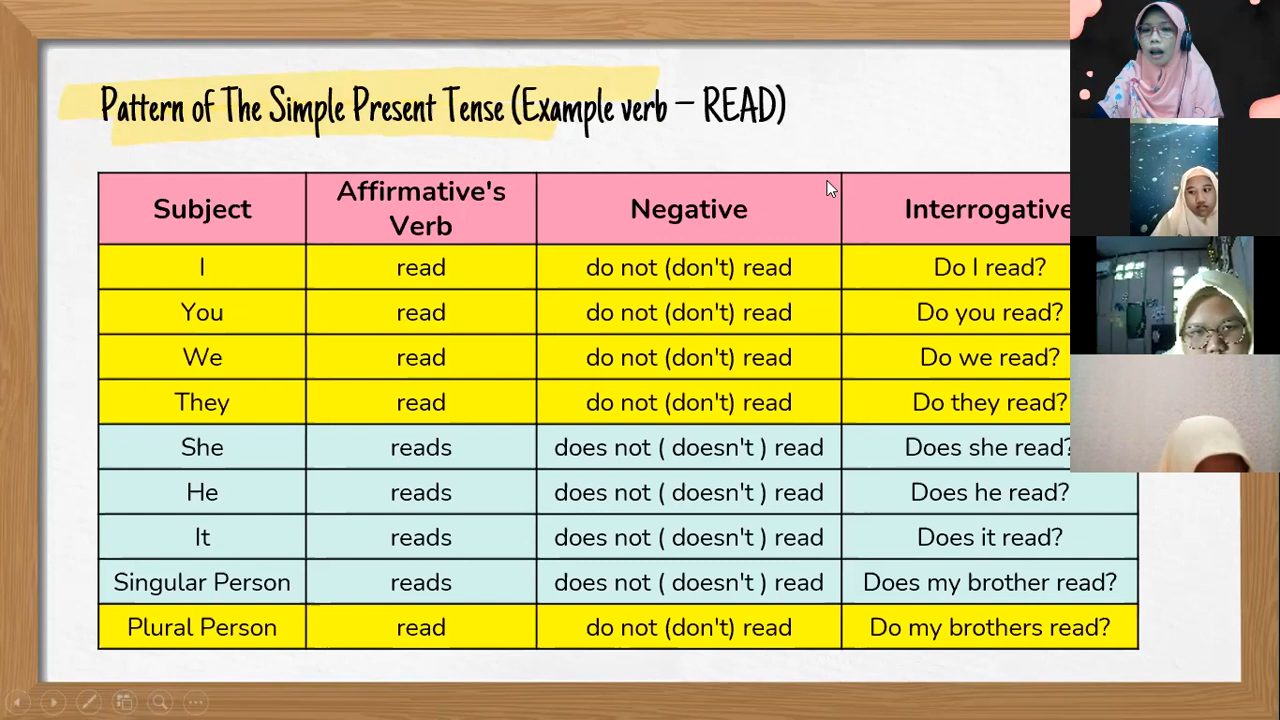 Pattern of The Simple Present Tense (Example verb – READ)
Subject
Affirmative's
Verb
Negative
Interrogative
I
read
do not (don't) read
Do I read?
You
read
do not (don't) read
Do you read?
We
read
do not (don't) read
Do we read?
They
read
do not (don't) read
Do they read?
She
reads
does not ( doesn't ) read
Does she read?
He
reads
does not ( doesn't ) read
Does he read?
It
reads
does not ( doesn't ) read
Does it read?
Singular Person
reads
does not ( doesn't ) read
Does my brother read?
Plural Person
read
do not (don't) read
Do my brothers read?